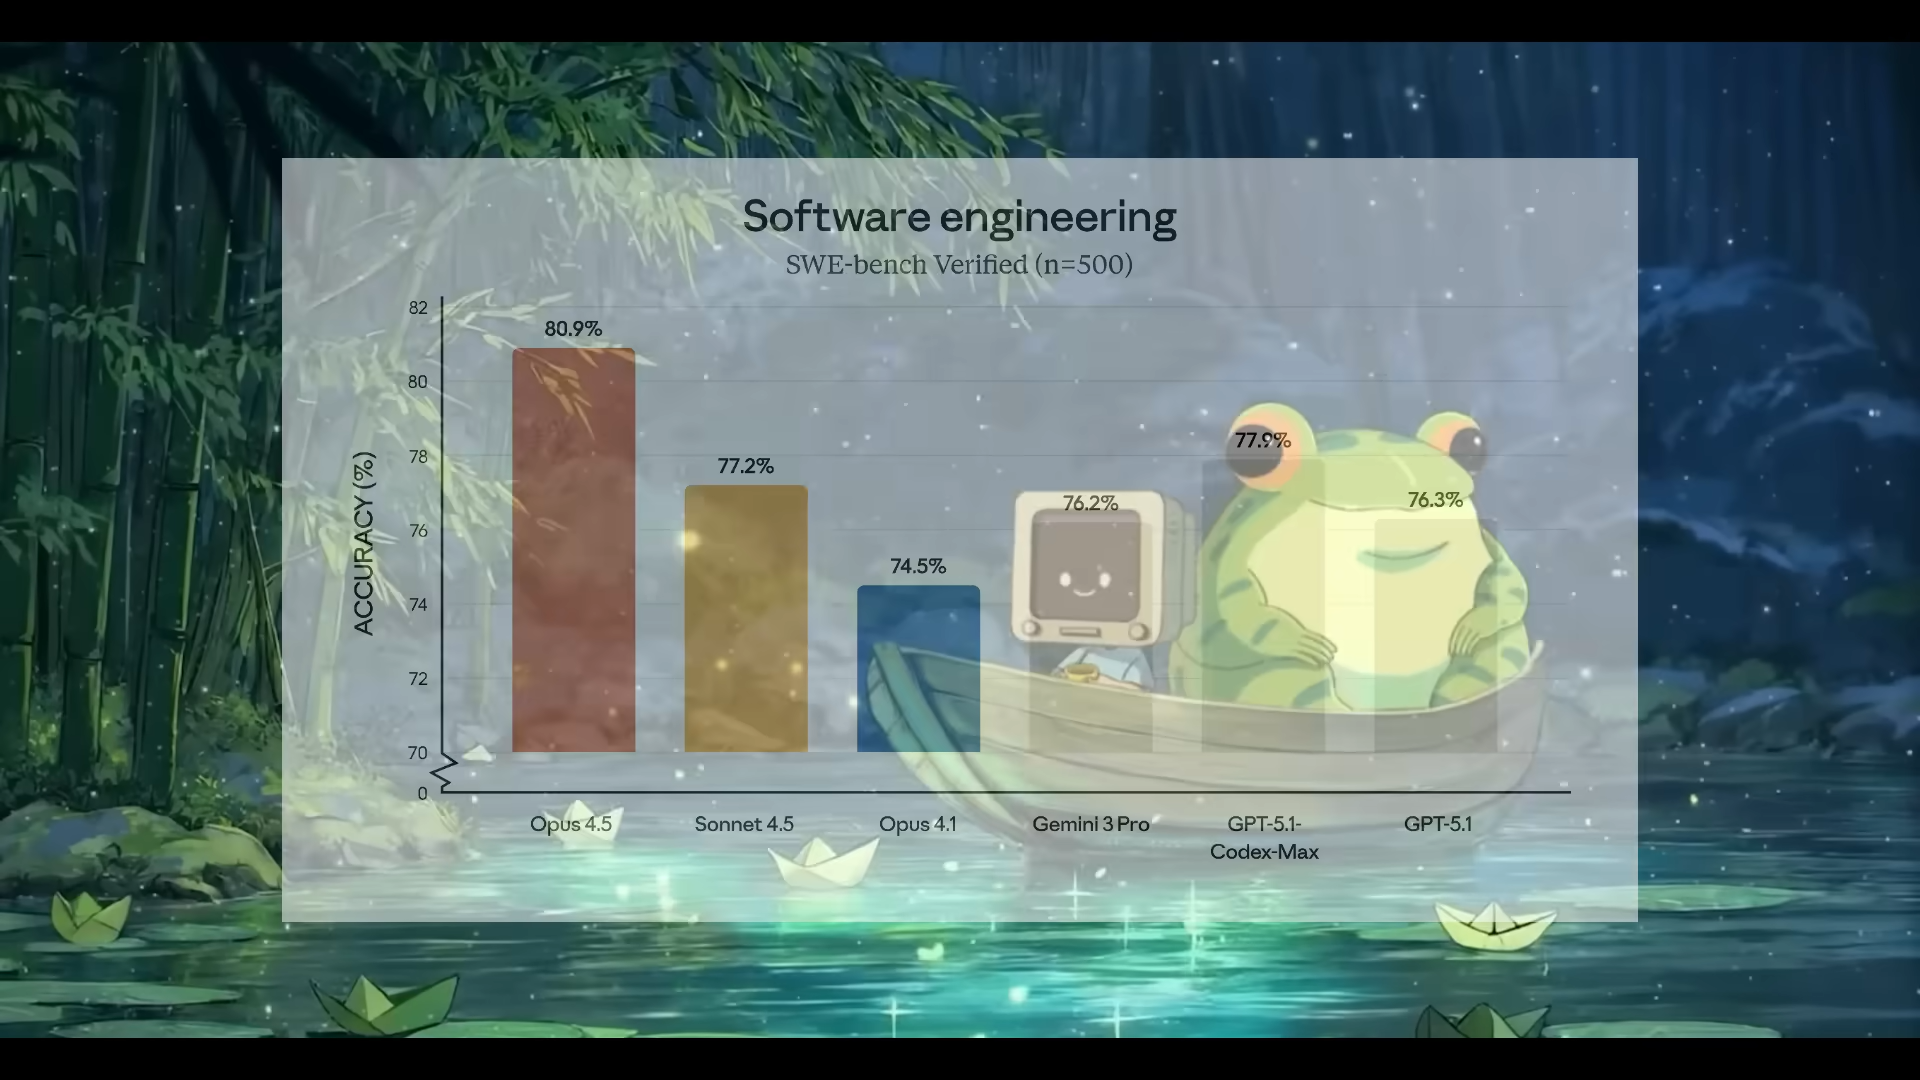 Software engineering
SWE-bench Verified (n=500)
82
80
78
76
74
72
70
0
ACCURACY (%)
80.9%
77.2%
74.5%
76.2%
77.9%
76.3%
Opus 4.5
Sonnet 4.5
Opus 4.1
Gemini 3 Pro
GPT-5.1-
Codex-Max
GPT-5.1